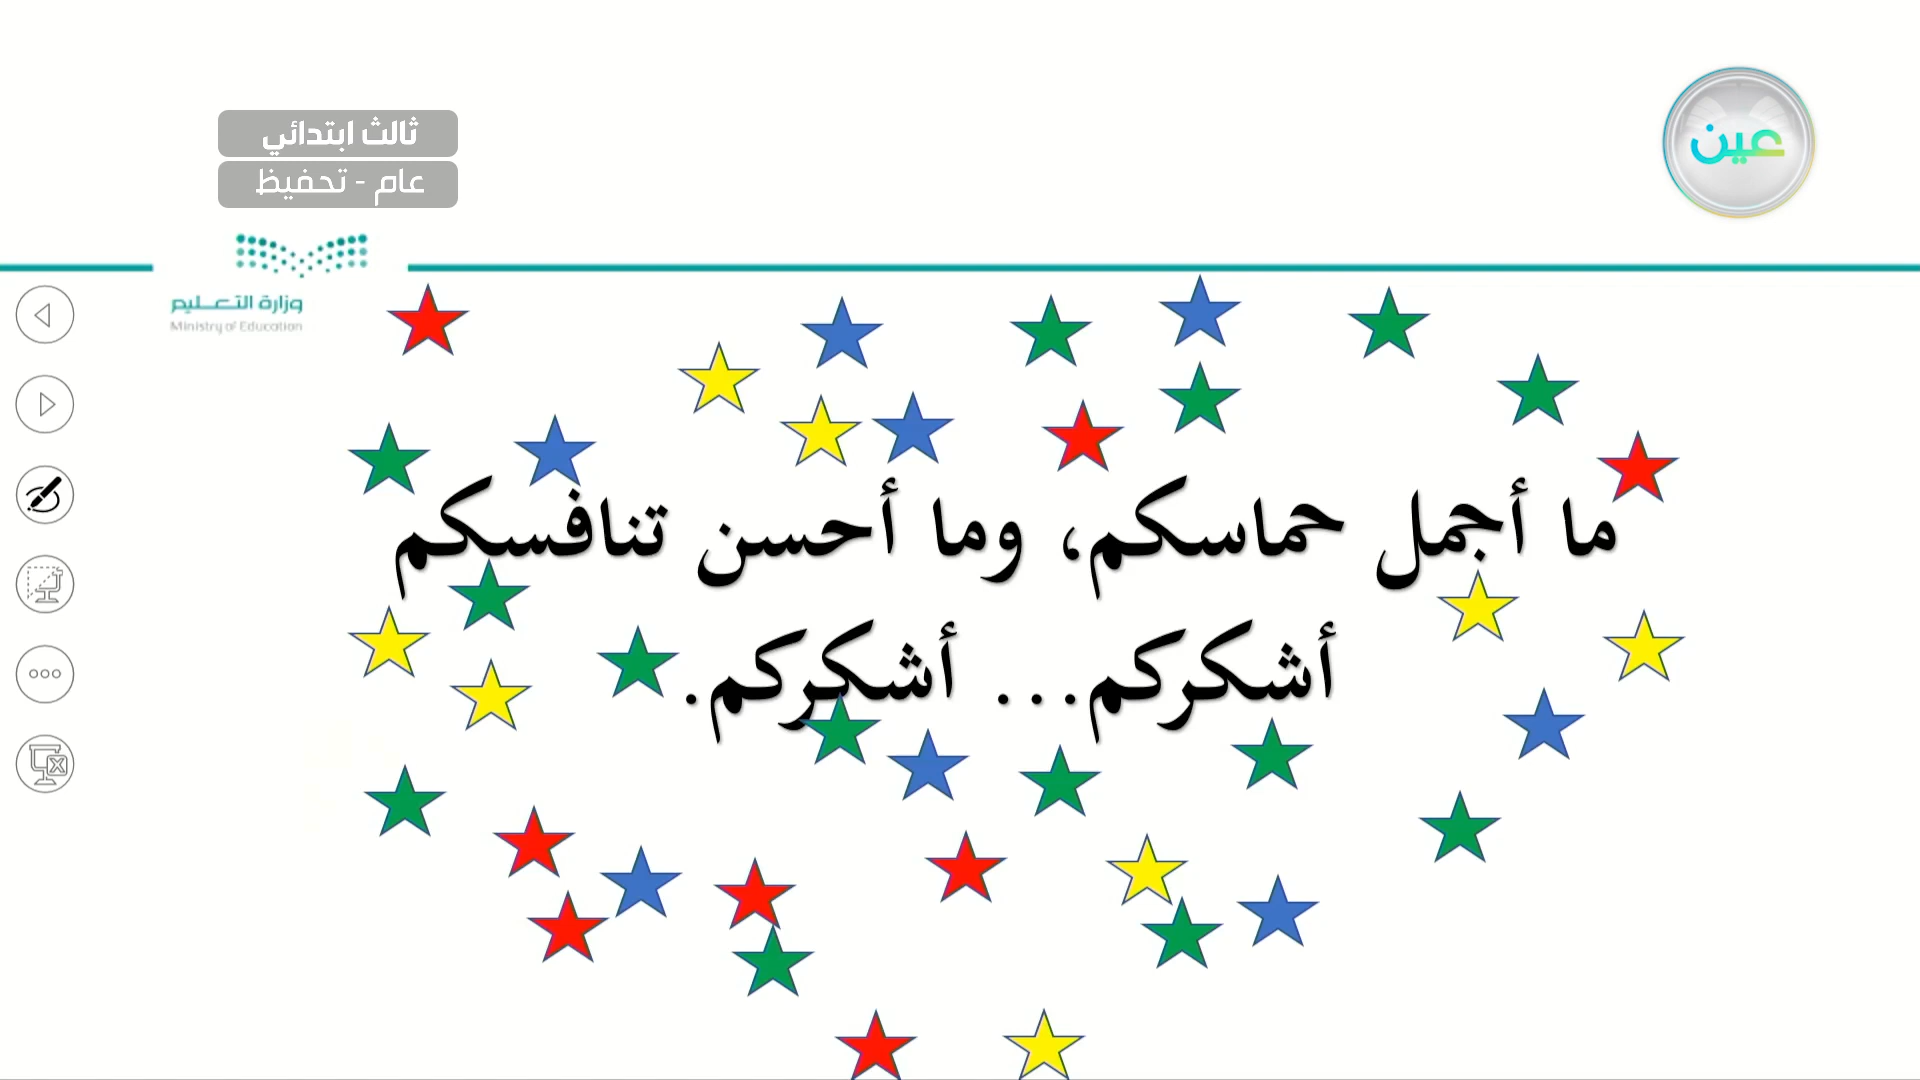 ثالث ابتدائي
عام - تحفيظ
عين
وزارة التعليم
Ministry of Education
ما أجمل حماسكم، وما أحسن تنافسكم
أشكركم... أشكركم.